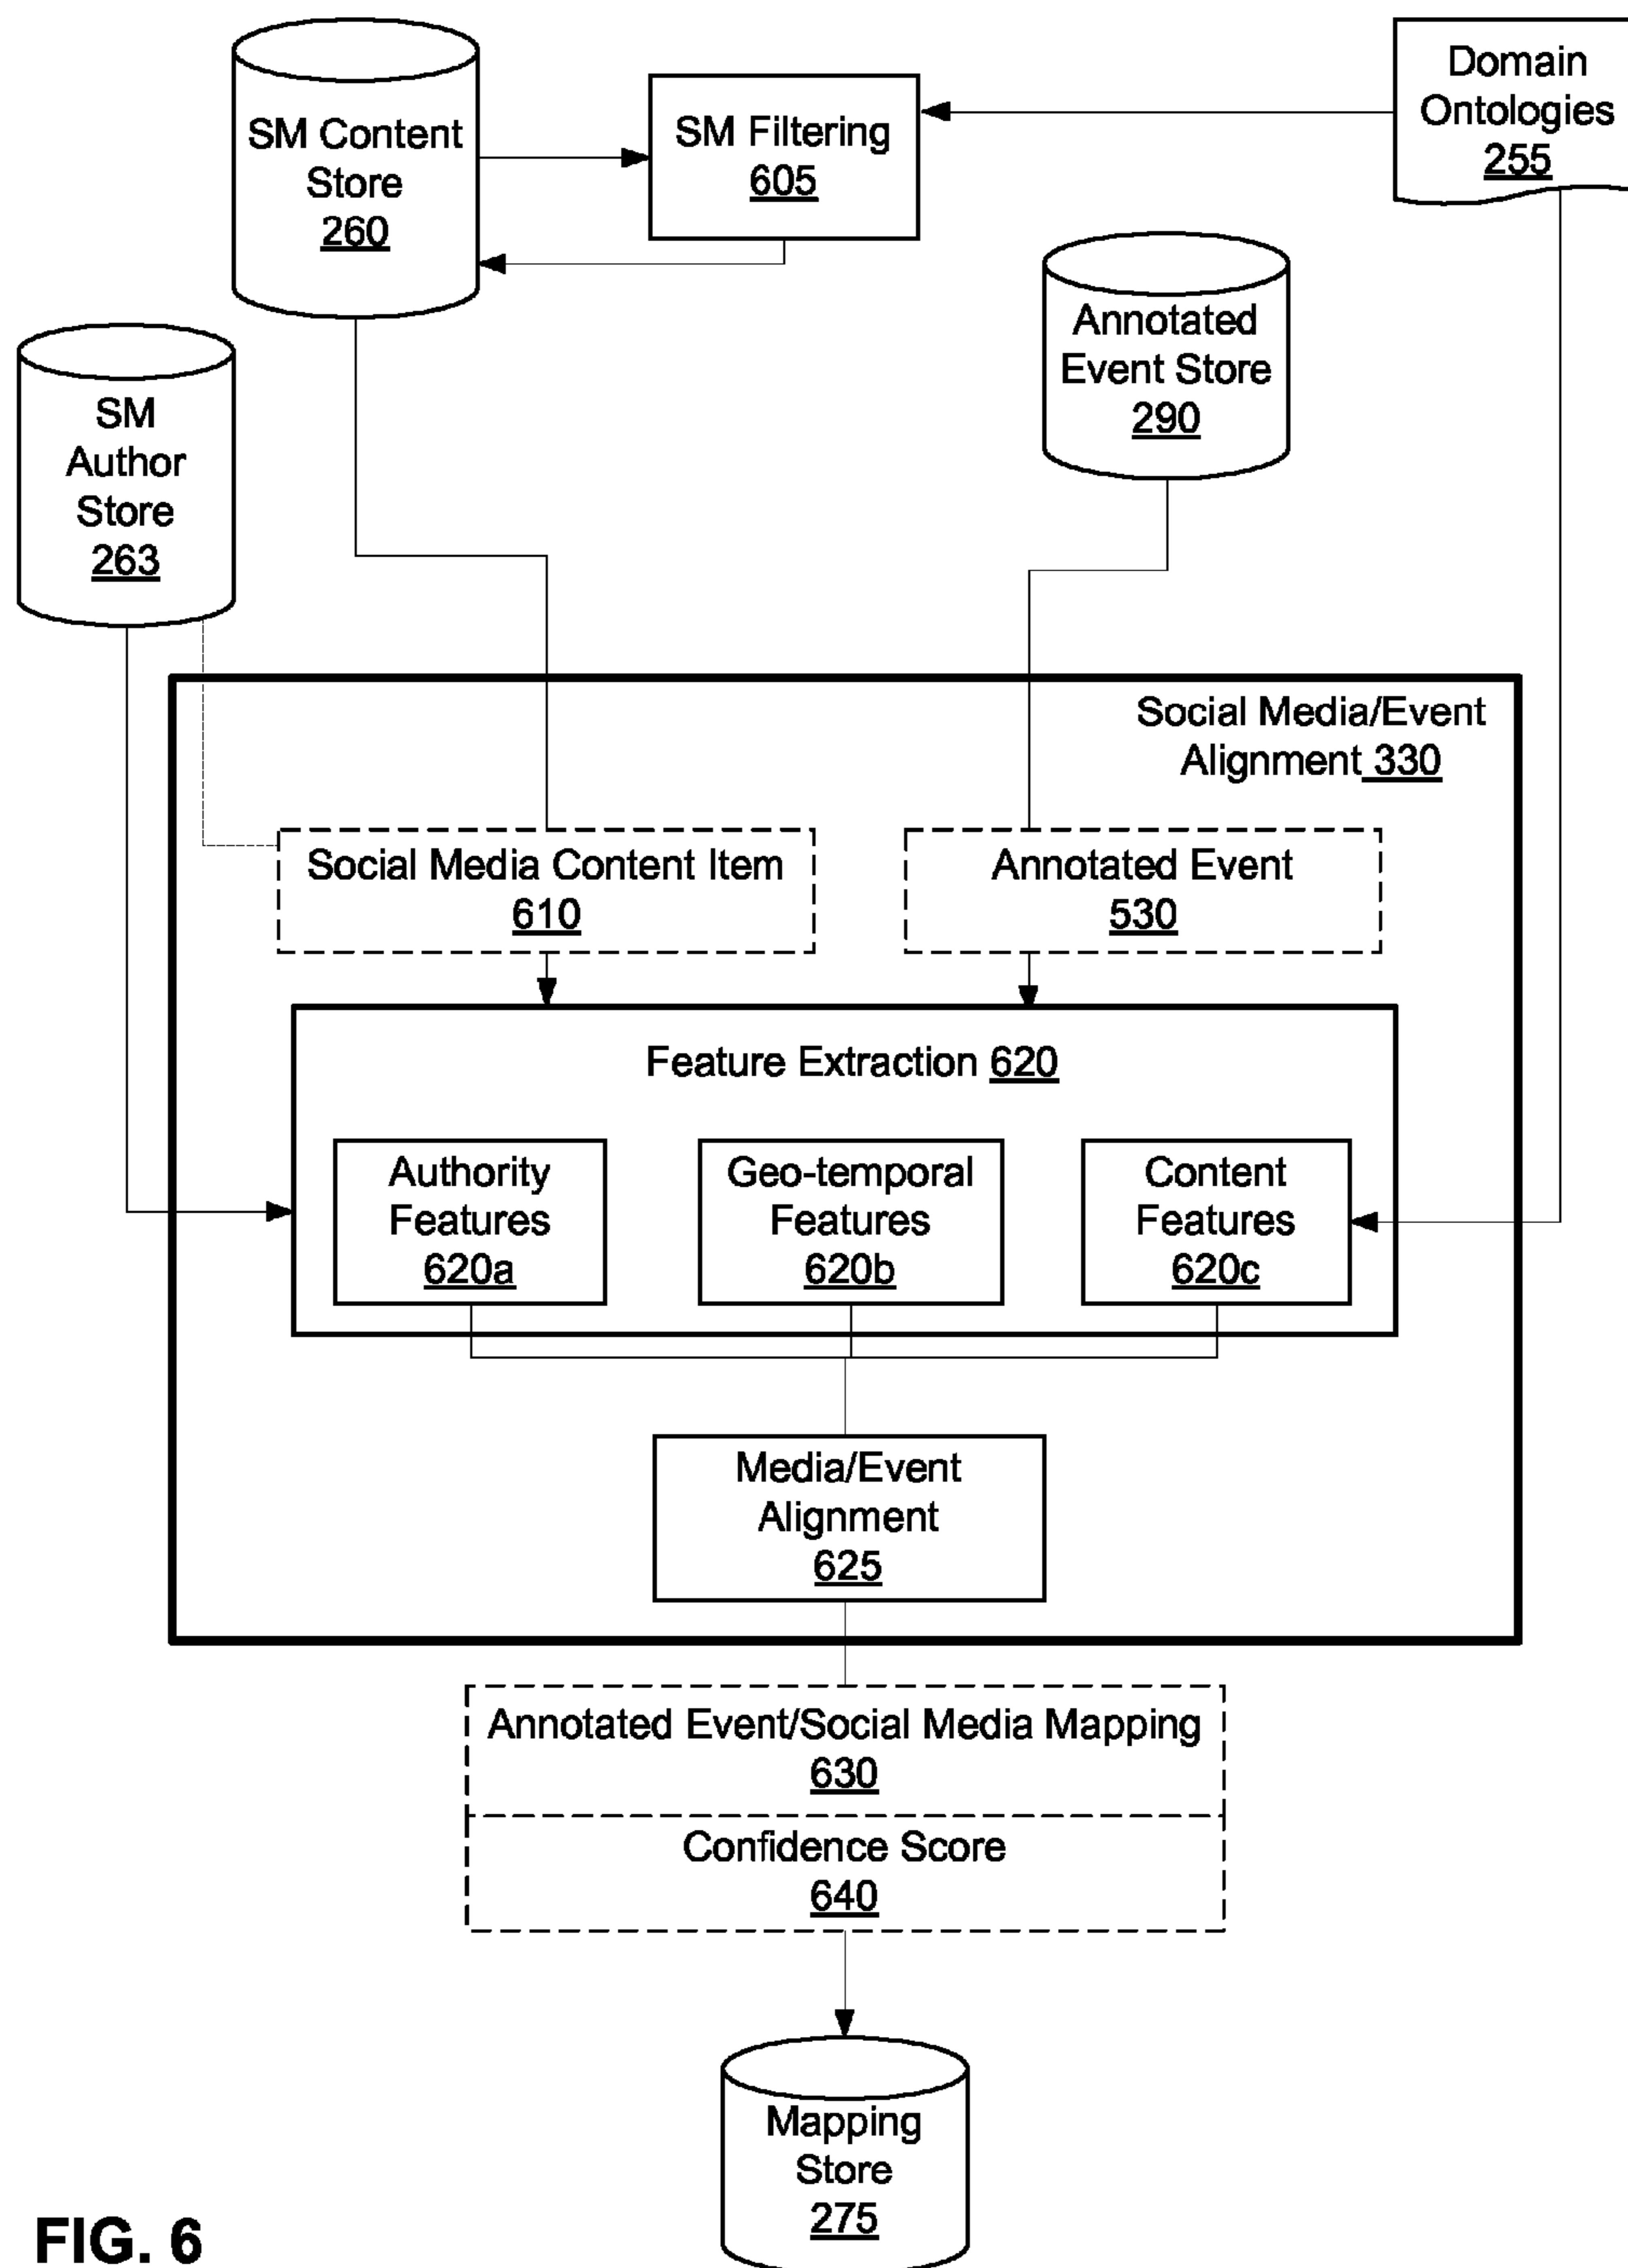 SM Content
Store
260
SM Filtering
605
Domain
Ontologies
255
SM
Author
Store
263
Annotated
Event Store
290
Social Media/Event
Alignment 330
Social Media Content Item
610
Annotated Event
530
Feature Extraction 620
Authority
Features
620a
Geo-temporal
Features
620b
Content
Features
620c
Media/Event
Alignment
625
Annotated Event/Social Media Mapping
630
Confidence Score
640
Mapping
Store
275
FIG. 6